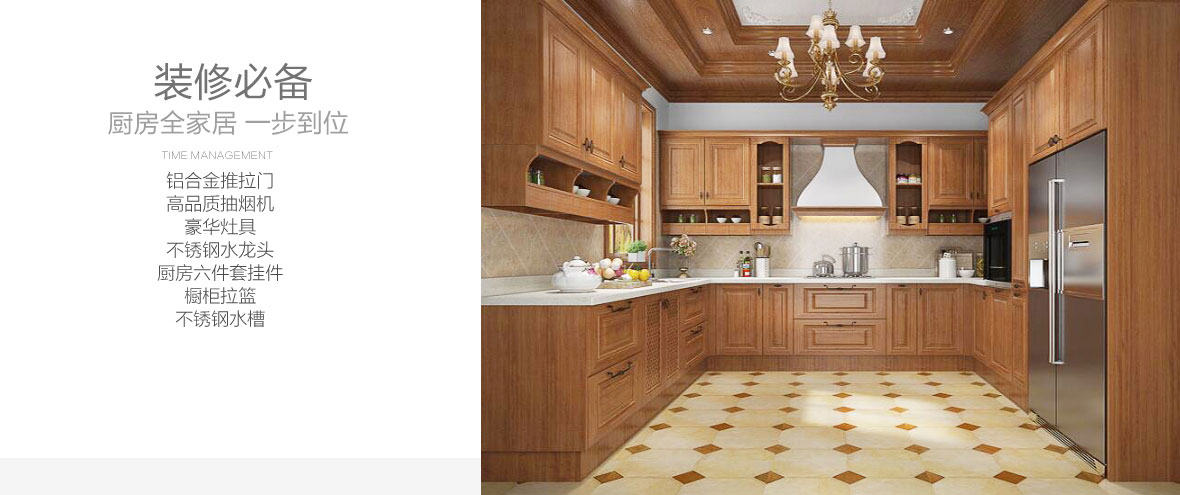 装修必备
厨房全家居 一步到位
TIME MANAGEMENT
铝合金推拉门
高品质抽烟机
豪华灶具
不锈钢水龙头
厨房六件套挂件
橱柜拉篮
不锈钢水槽